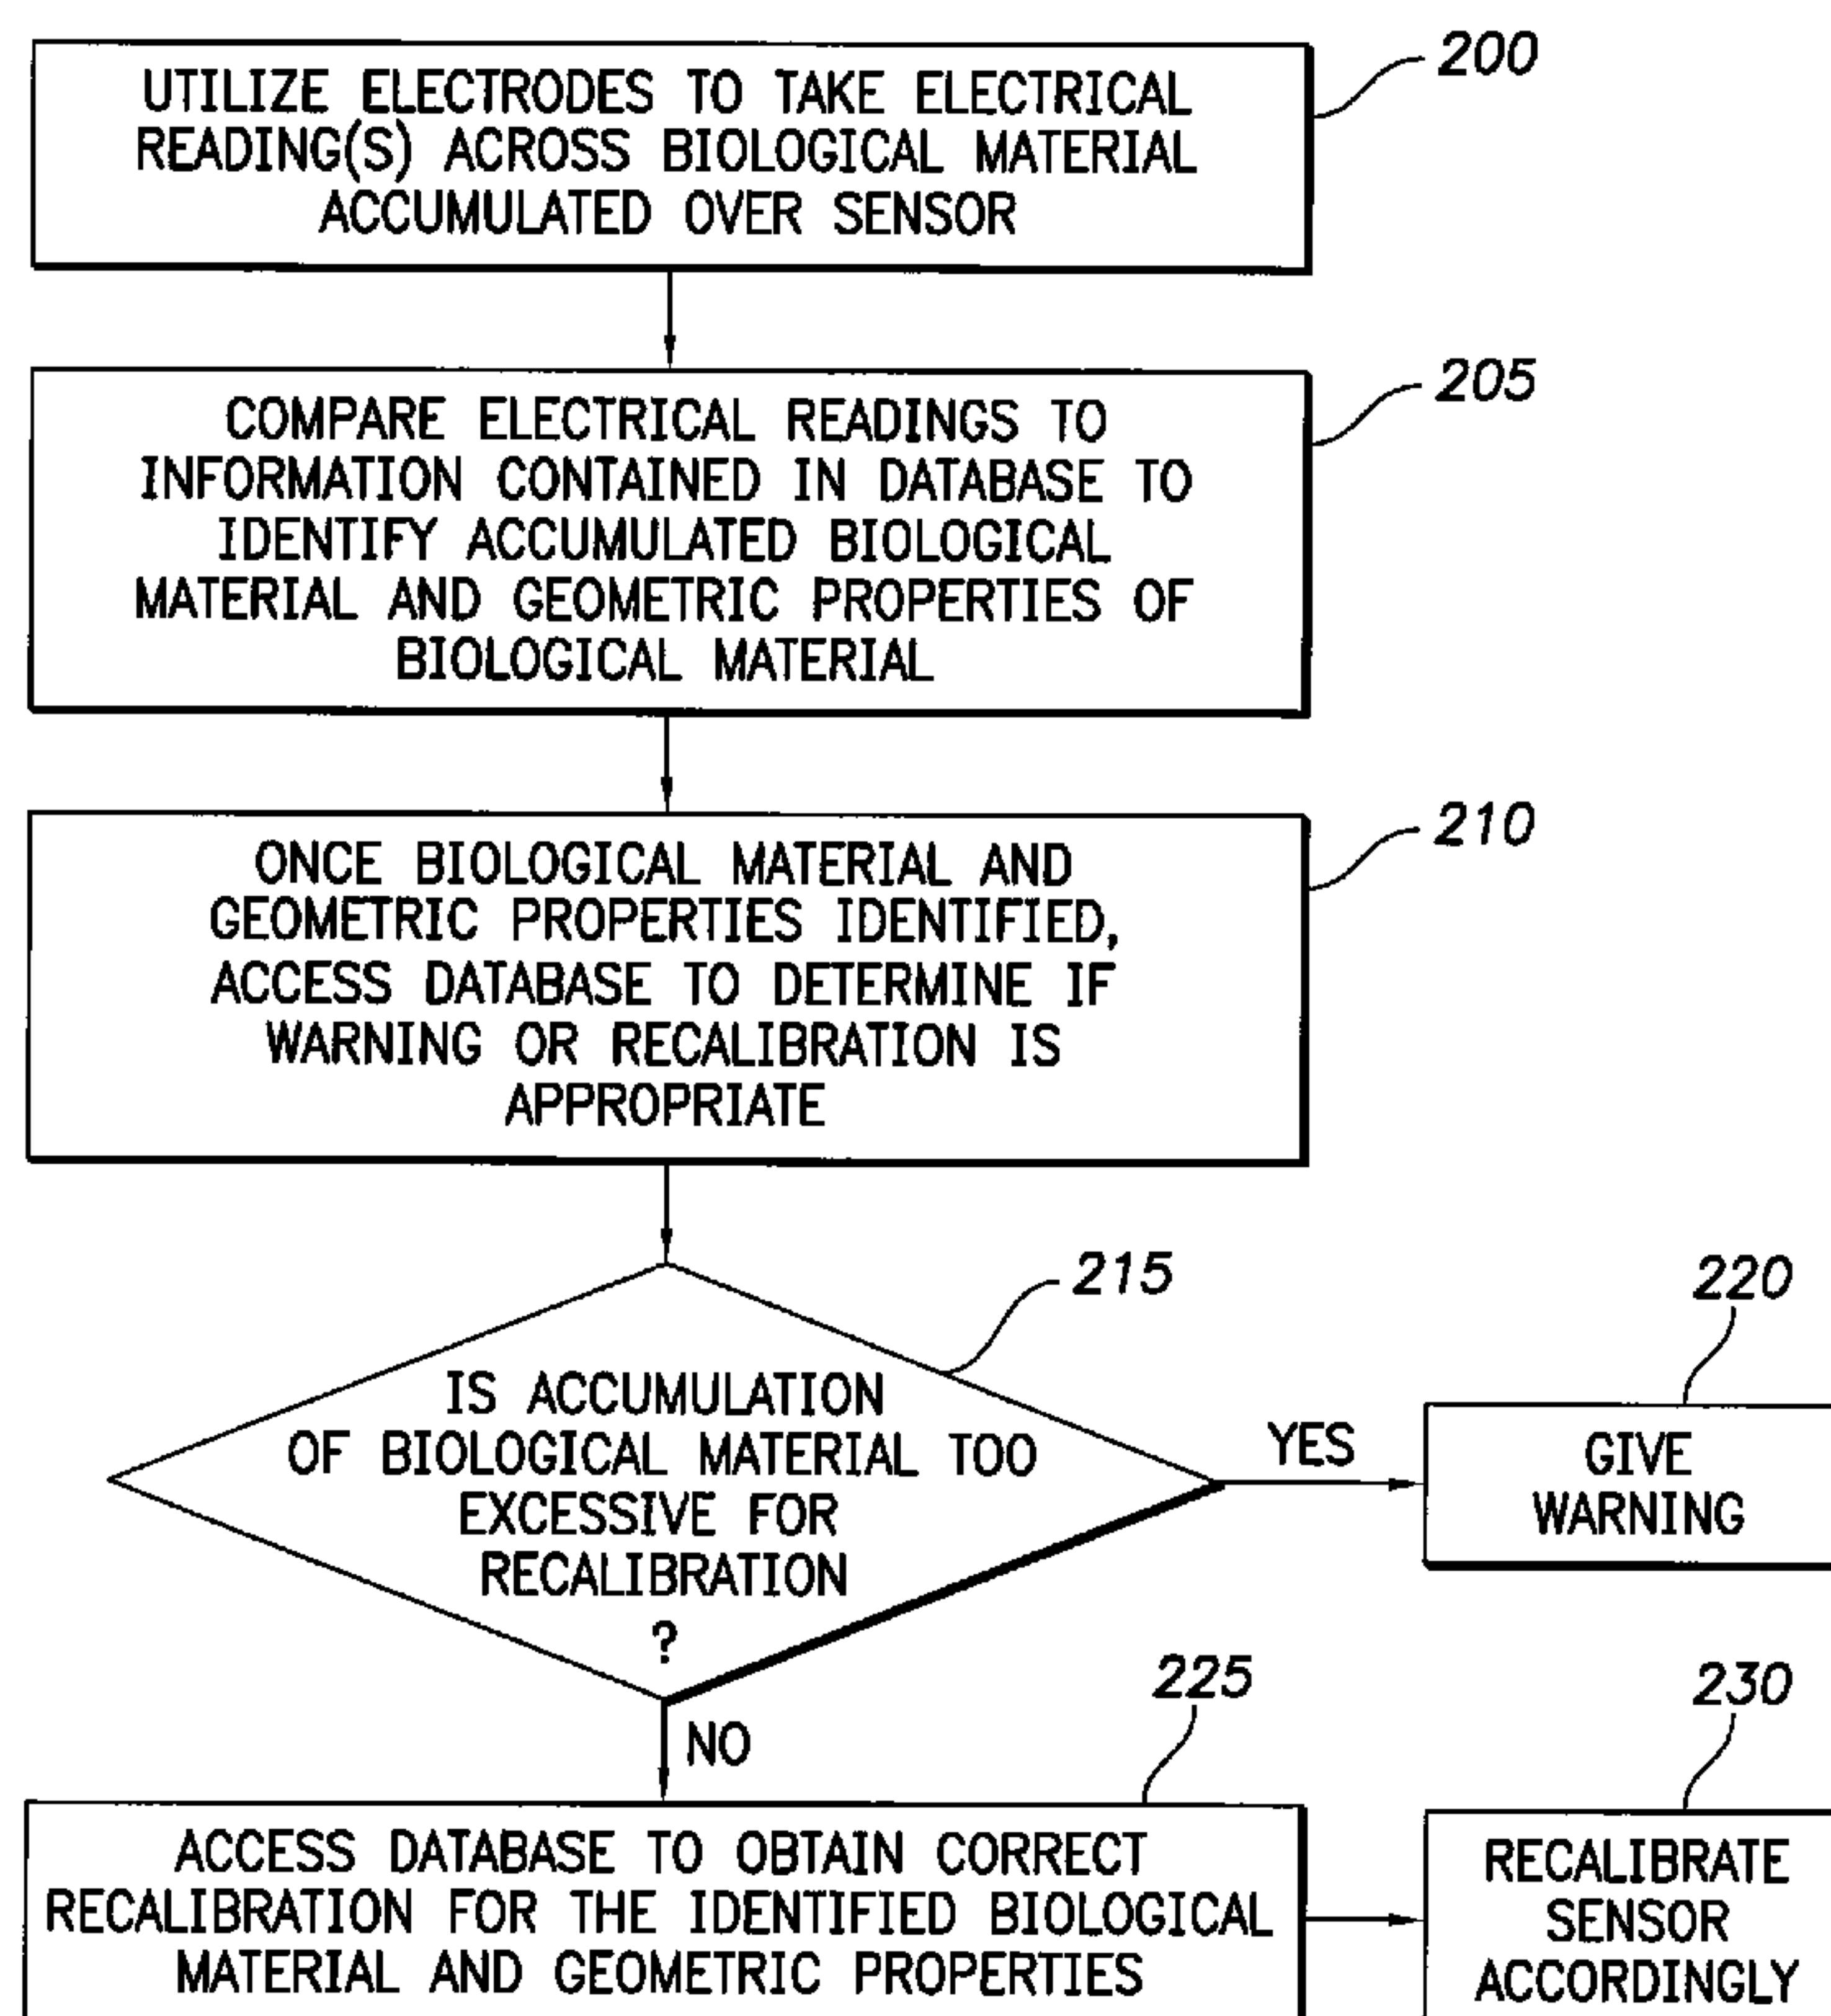 200
UTILIZE ELECTRODES TO TAKE ELECTRICAL
READING(S) ACROSS BIOLOGICAL MATERIAL
ACCUMULATED OVER SENSOR
205
COMPARE ELECTRICAL READINGS TO
INFORMATION CONTAINED IN DATABASE TO
IDENTIFY ACCUMULATED BIOLOGICAL
MATERIAL AND GEOMETRIC PROPERTIES OF
BIOLOGICAL MATERIAL
210
ONCE BIOLOGICAL MATERIAL AND
GEOMETRIC PROPERTIES IDENTIFIED,
ACCESS DATABASE TO DETERMINE IF
WARNING OR RECALIBRATION IS
APPROPRIATE
215
IS ACCUMULATION
OF BIOLOGICAL MATERIAL TOO
EXCESSIVE FOR
RECALIBRATION
?
YES
220
GIVE
WARNING
NO
225
ACCESS DATABASE TO OBTAIN CORRECT
RECALIBRATION FOR THE IDENTIFIED BIOLOGICAL
MATERIAL AND GEOMETRIC PROPERTIES
230
RECALIBRATE
SENSOR
ACCORDINGLY